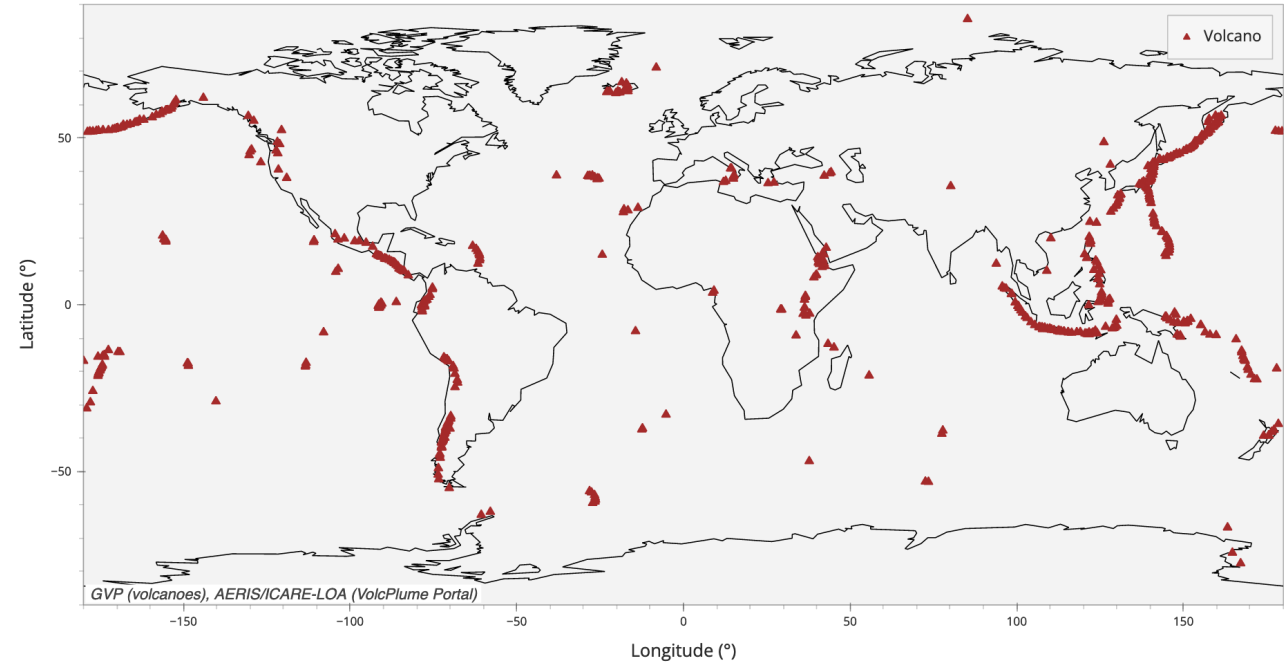 Volcano
50
0
−50
Latitude (°)
GVP (volcanoes), AERIS/ICARE-LOA (VolcPlume Portal)
−150
−100
−50
0
50
100
150
Longitude (°)